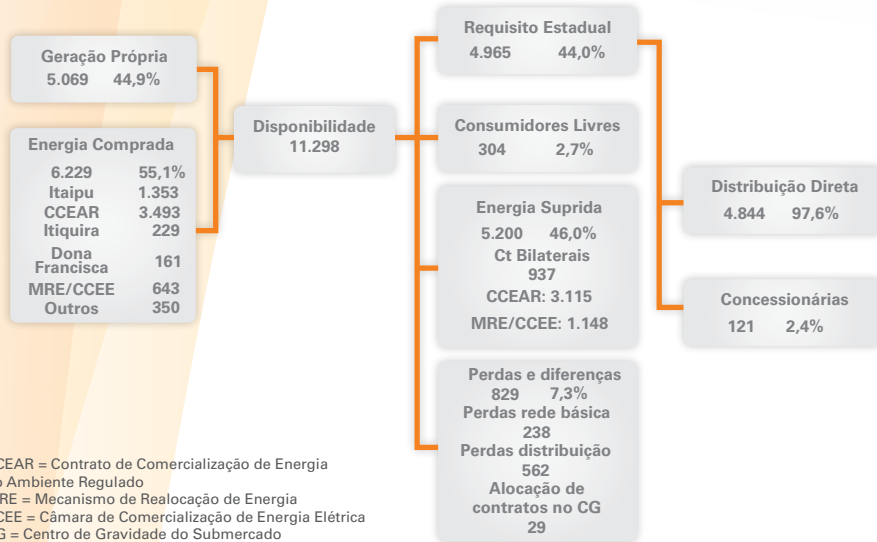 Geração Própria
5.069 44,9%
Energia Comprada
6.229 55,1%
Itaipu 1.353
CCEAR 3.493
Itiquira 229
Dona
Francisca 161
MRE/CCEE 643
Outros 350
Disponibilidade
11.298
Requisito Estadual
4.965 44,0%
Consumidores Livres
304 2,7%
Energia Suprida
5.200 46,0%
Ct Bilaterais
937
CCEAR: 3.115
MRE/CCEE: 1.148
Perdas e diferenças
829 7,3%
Perdas rede básica
238
Perdas distribuição
562
Alocação de
contratos no CG
29
Distribuição Direta
4.844 97,6%
Concessionárias
121 2,4%
CEAR = Contrato de Comercialização de Energia
o Ambiente Regulado
RE = Mecanismo de Realocação de Energia
CEE = Câmara de Comercialização de Energia Elétrica
G = Centro de Gravidade do Submercado